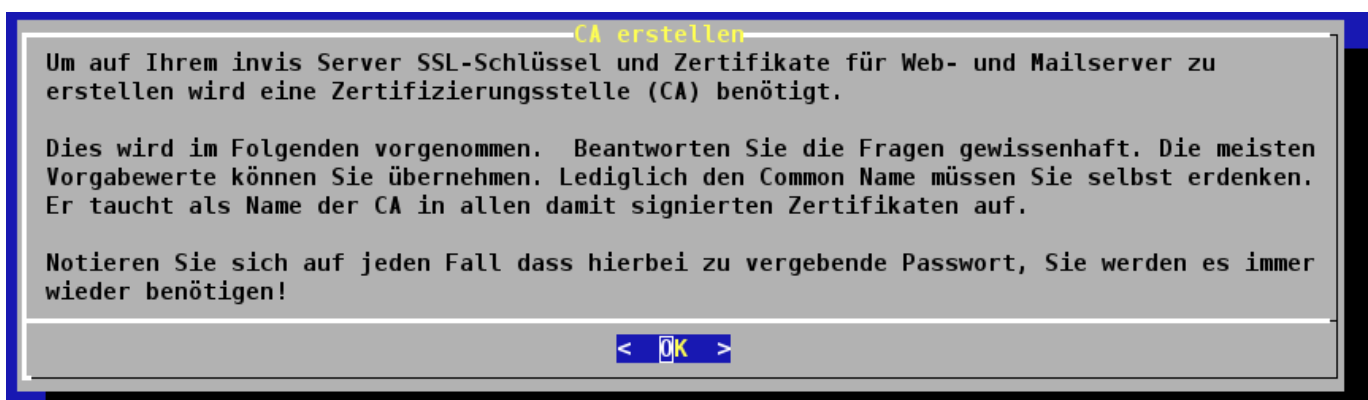 CA erstellen
Um auf Ihrem invis Server SSL-Schlüssel und Zertifikate für Web- und Mailserver zu
erstellen wird eine Zertifizierungsstelle (CA) benötigt.
Dies wird im Folgenden vorgenommen.  Beantworten Sie die Fragen gewissenhaft. Die meisten
Vorgabewerte können Sie übernehmen. Lediglich den Common Name müssen Sie selbst erdenken.
Er taucht als Name der CA in allen damit signierten Zertifikaten auf.
Notieren Sie sich auf jeden Fall dass hierbei zu vergebende Passwort, Sie werden es immer
wieder benötigen!
<  OK  >